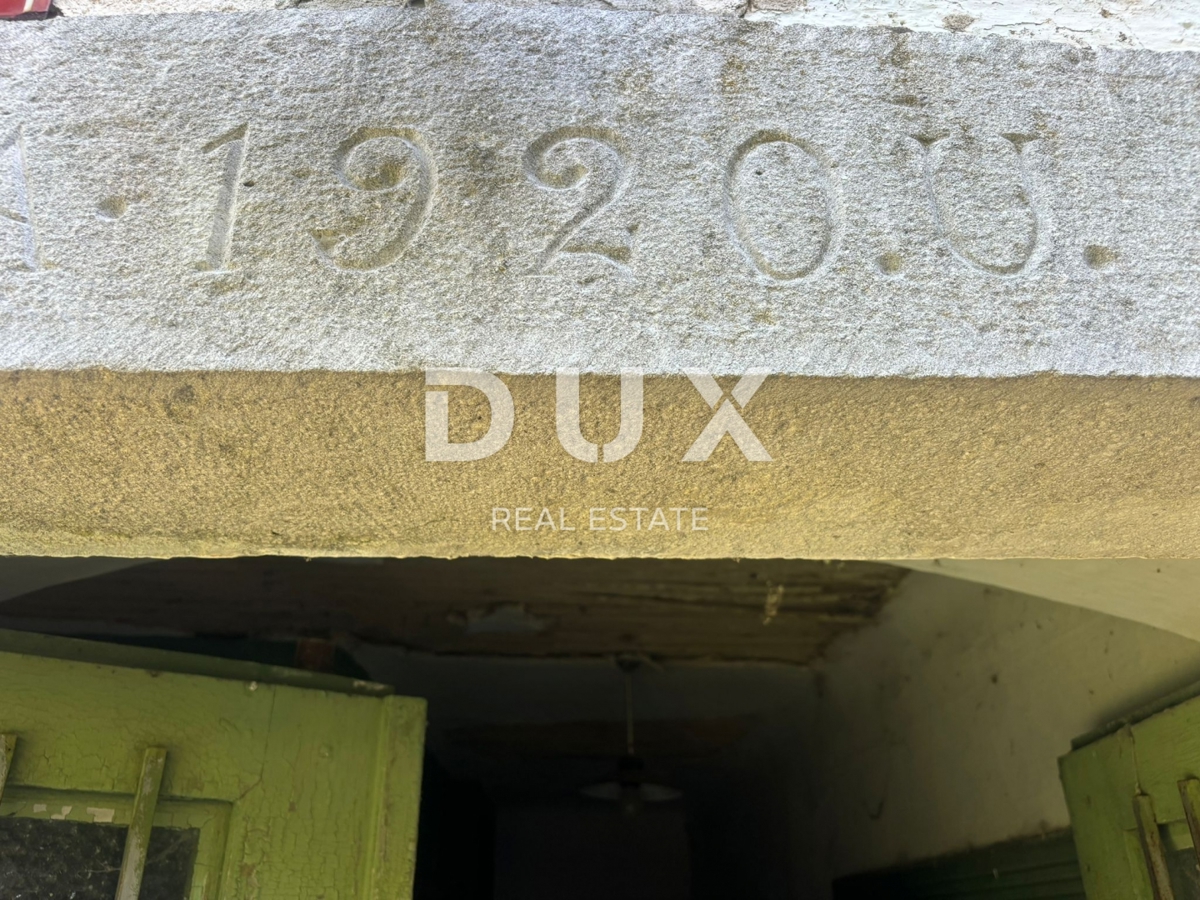 A · 1920.U.
DUX
REAL ESTATE